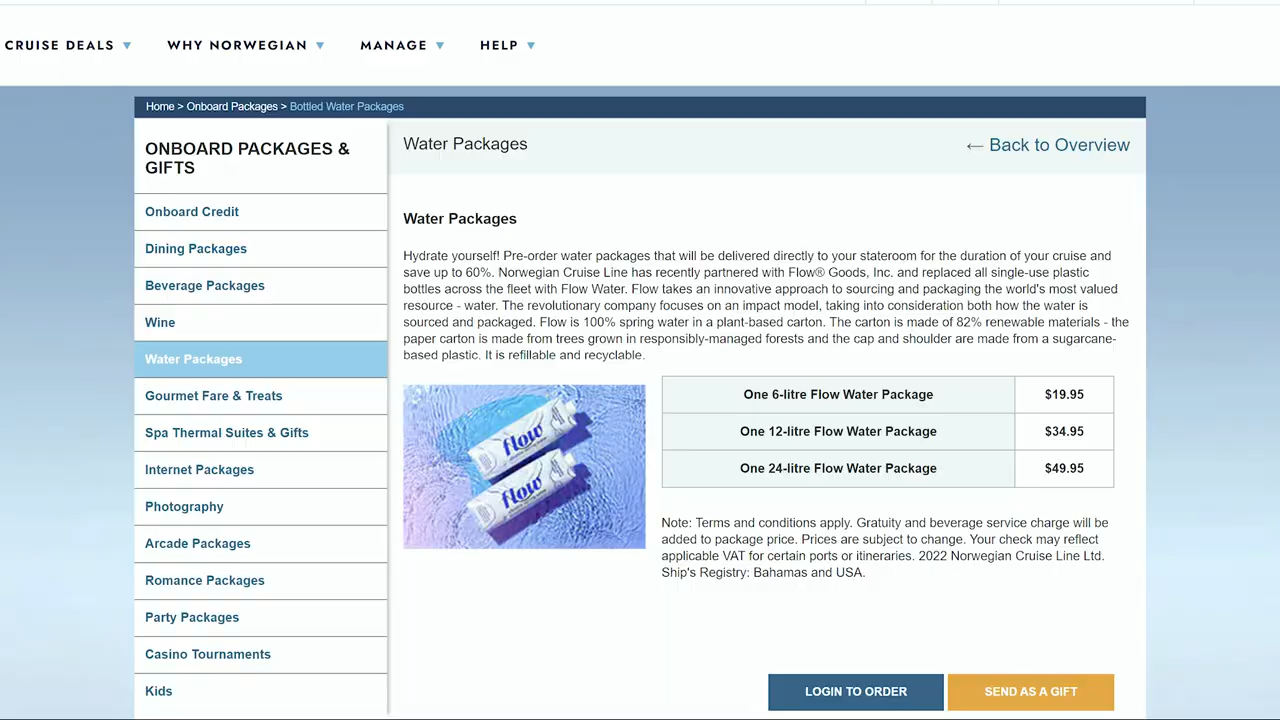 CRUISE DEALS ▼ WHY NORWEGIAN ▼ MANAGE ▼ HELP ▼
Home > Onboard Packages > Bottled Water Packages
ONBOARD PACKAGES &
GIFTS
Onboard Credit
Dining Packages
Beverage Packages
Wine
Water Packages
Gourmet Fare & Treats
Spa Thermal Suites & Gifts
Internet Packages
Photography
Arcade Packages
Romance Packages
Party Packages
Casino Tournaments
Kids
Water Packages
← Back to Overview
Water Packages
Hydrate yourself! Pre-order water packages that will be delivered directly to your stateroom for the duration of your cruise and
save up to 60%. Norwegian Cruise Line has recently partnered with Flow® Goods, Inc. and replaced all single-use plastic
bottles across the fleet with Flow Water. Flow takes an innovative approach to sourcing and packaging the world's most valued
resource - water. The revolutionary company focuses on an impact model, taking into consideration both how the water is
sourced and packaged. Flow is 100% spring water in a plant-based carton. The carton is made of 82% renewable materials - the
paper carton is made from trees grown in responsibly-managed forests and the cap and shoulder are made from a sugarcane-
based plastic. It is refillable and recyclable.
flow
flow
One 6-litre Flow Water Package $19.95
One 12-litre Flow Water Package $34.95
One 24-litre Flow Water Package $49.95
Note: Terms and conditions apply. Gratuity and beverage service charge will be
added to package price. Prices are subject to change. Your check may reflect
applicable VAT for certain ports or itineraries. 2022 Norwegian Cruise Line Ltd.
Ship's Registry: Bahamas and USA.
LOGIN TO ORDER
SEND AS A GIFT